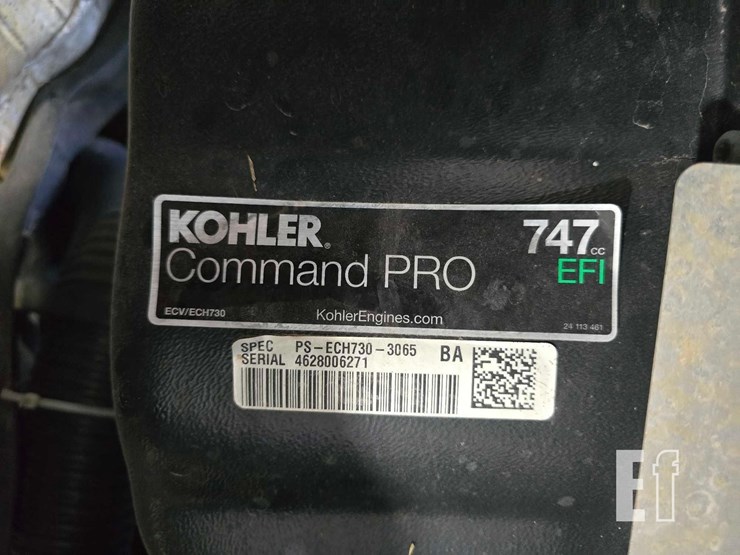 KOHLER®
Command PRO
747cc
EFI
ECV/ECH730
KohlerEngines.com
24 113 461
SPEC PS-ECH730-3065 BA
SERIAL 4628006271
Ef